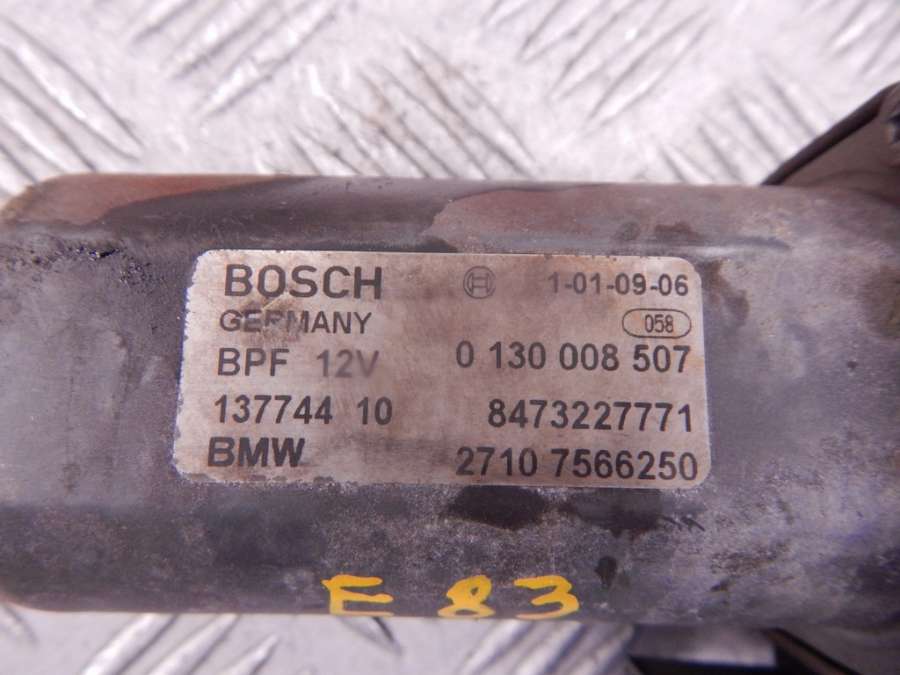 BOSCH 1-01-09-06
GERMANY 058
BPF 12V 0 130 008 507
137744 10 8473227771
BMW 2710 7566250
E 83